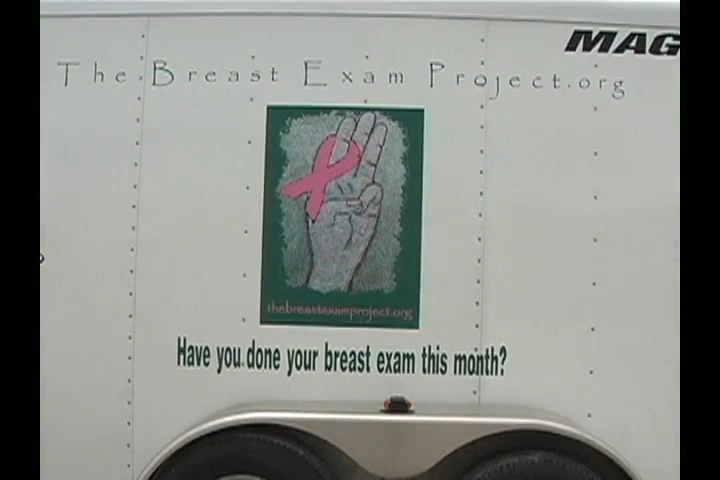 MAG
The Breast Exam Project.org
thebreastexamproject.org
Have you done your breast exam this month?